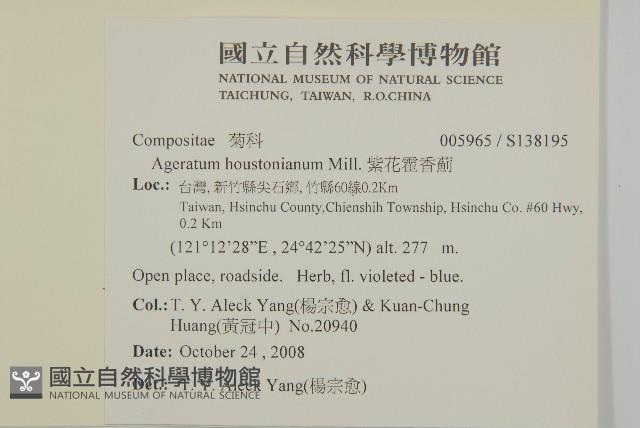 國立自然科學博物館
NATIONAL MUSEUM OF NATURAL SCIENCE
TAICHUNG, TAIWAN, R.O.CHINA
Compositae 菊科 005965 / S138195
Ageratum houstonianum Mill. 紫花霍香薊
Loc.: 台灣, 新竹縣尖石鄉, 竹縣60線0.2Km
Taiwan, Hsinchu County,Chienshih Township, Hsinchu Co. #60 Hwy,
0.2 Km
(121°12'28"E , 24°42'25"N) alt. 277 m.
Open place, roadside. Herb, fl. violeted - blue.
Col.: T. Y. Aleck Yang(楊宗愈) & Kuan-Chung
Huang(黃冠中) No.20940
Date: October 24 , 2008
Det.: T. Y. Aleck Yang(楊宗愈)
國立自然科學博物館
NATIONAL MUSEUM OF NATURAL SCIENCE